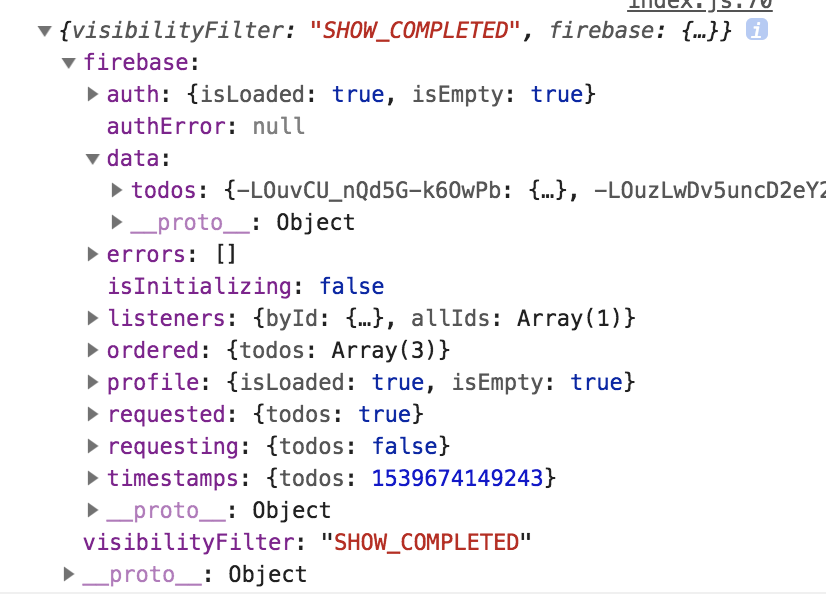 index.js:70
▼{visibilityFilter: "SHOW_COMPLETED", firebase: {…}} i
▼firebase:
▶auth: {isLoaded: true, isEmpty: true}
authError: null
▼data:
▶todos: {-LOuvCU_nQd5G-k6OwPb: {…}, -LOuzLwDv5uncD2eY2
▶__proto__: Object
▶errors: []
isInitializing: false
▶listeners: {byId: {…}, allIds: Array(1)}
▶ordered: {todos: Array(3)}
▶profile: {isLoaded: true, isEmpty: true}
▶requested: {todos: true}
▶requesting: {todos: false}
▶timestamps: {todos: 1539674149243}
▶__proto__: Object
visibilityFilter: "SHOW_COMPLETED"
▶__proto__: Object